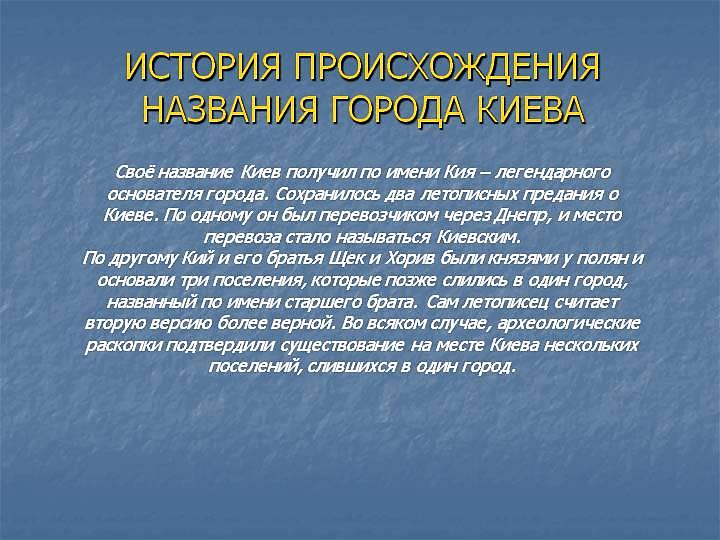 ИСТОРИЯ ПРОИСХОЖДЕНИЯ
НАЗВАНИЯ ГОРОДА КИЕВА
Своё название Киев получил по имени Кия – легендарного
основателя города. Сохранилось два летописных предания о
Киеве. По одному он был перевозчиком через Днепр, и место
перевоза стало называться Киевским.
По другому Кий и его братья Щек и Хорив были князями у полян и
основали три поселения, которые позже слились в один город,
названный по имени старшего брата. Сам летописец считает
вторую версию более верной. Во всяком случае, археологические
раскопки подтвердили существование на месте Киева нескольких
поселений, слившихся в один город.